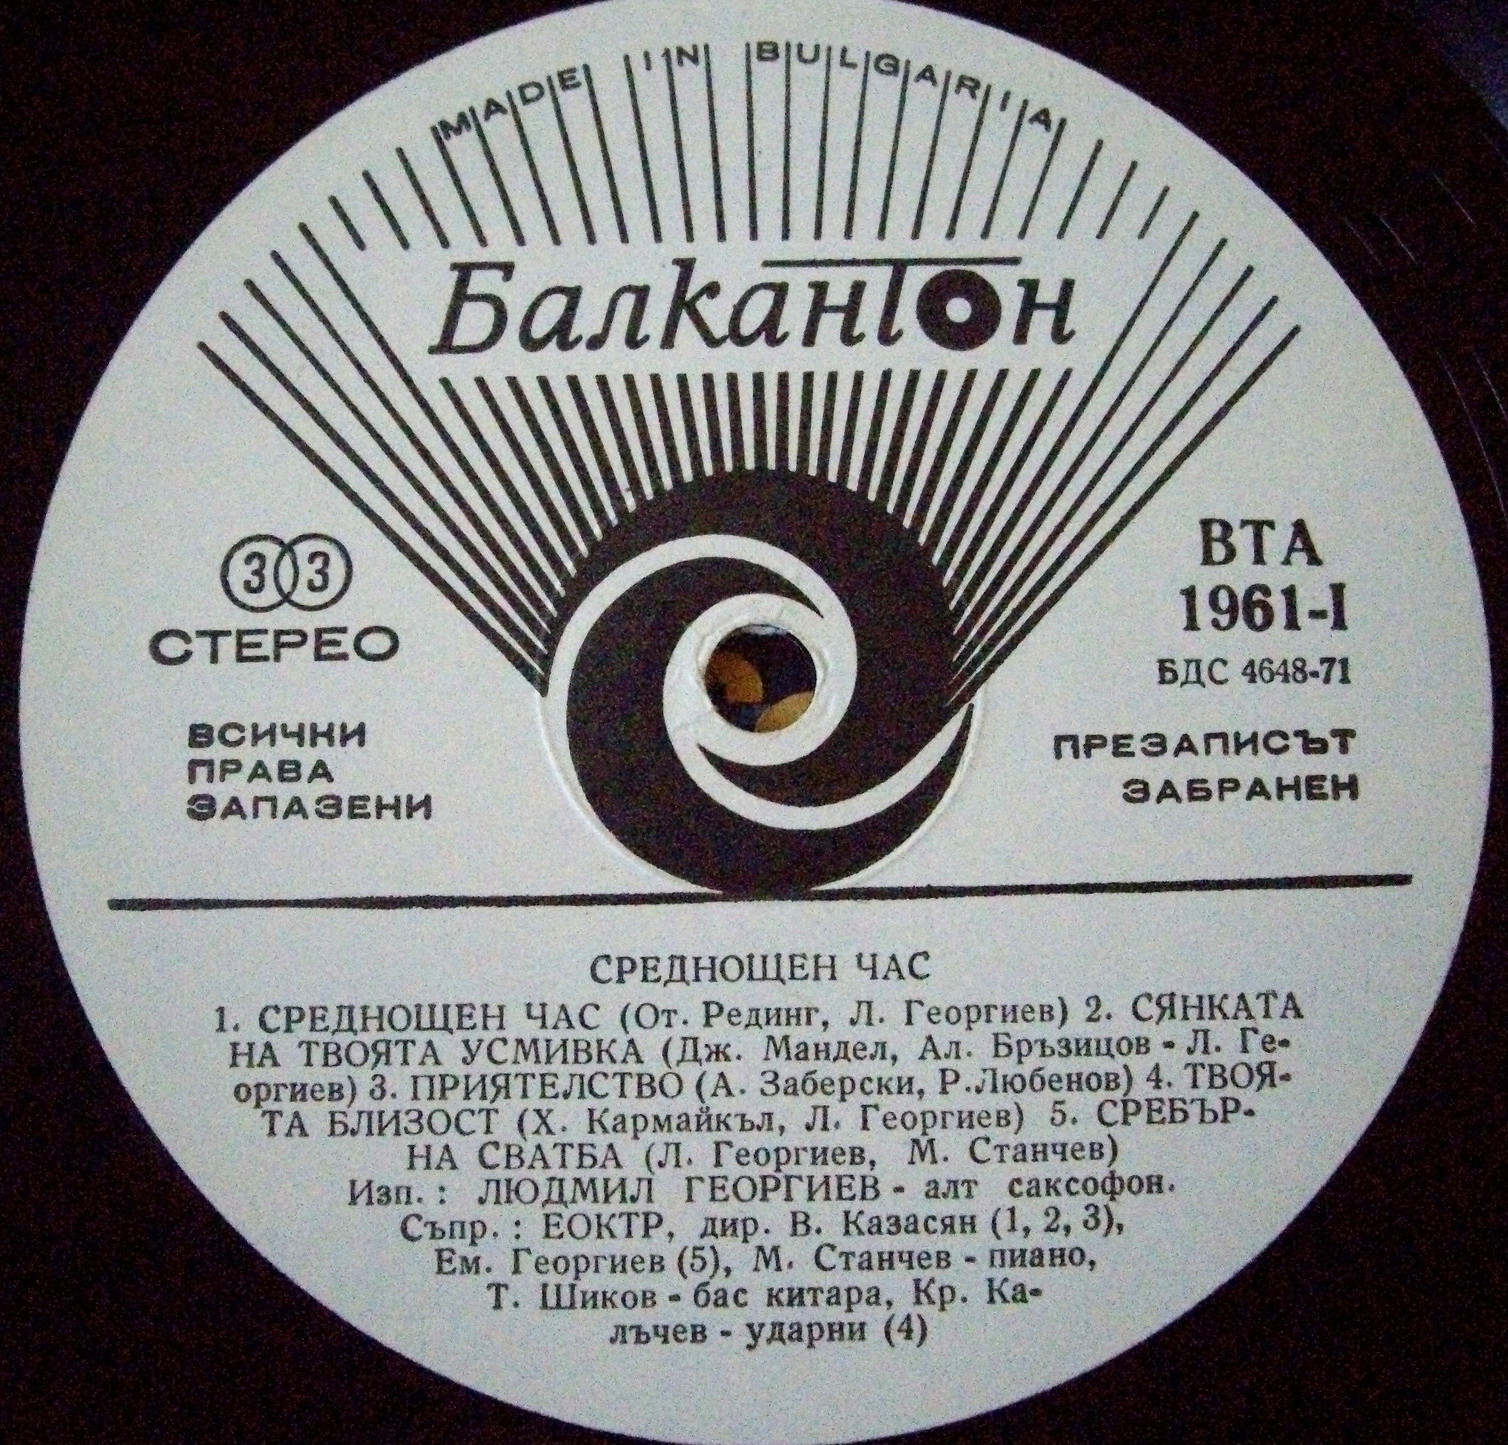 MADE IN BULGARIA
Балкантон
33
СТЕРЕО
ВСИЧНИ
ПРАВА
ЗАПАЗЕНИ
ВТА
1961-I
БДС 4648-71
ПРЕЗАПИСЪТ
ЗАБРАНЕН
СРЕДНОЩЕН ЧАС
1. СРЕДНОЩЕН ЧАС (От. Рединг, Л. Георгиев) 2. СЯНКАТА
НА ТВОЯТА УСМИВКА (Дж. Мандел, Ал. Бръзицов - Л. Ге-
оргиев) 3. ПРИЯТЕЛСТВО (А. Заберски, Р.Любенов) 4. ТВОЯ-
ТА БЛИЗОСТ (Х. Кармайкъл, Л. Георгиев) 5. СРЕБЪР-
НА СВАТБА (Л. Георгиев, М. Станчев)
Изп. : ЛЮДМИЛ ГЕОРГИЕВ - алт саксофон.
Съпр. : ЕОКТР, дир. В. Казасян (1, 2, 3),
Ем. Георгиев (5), М. Станчев - пиано,
Т. Шиков - бас китара, Кр. Ка-
лъчев - ударни (4)